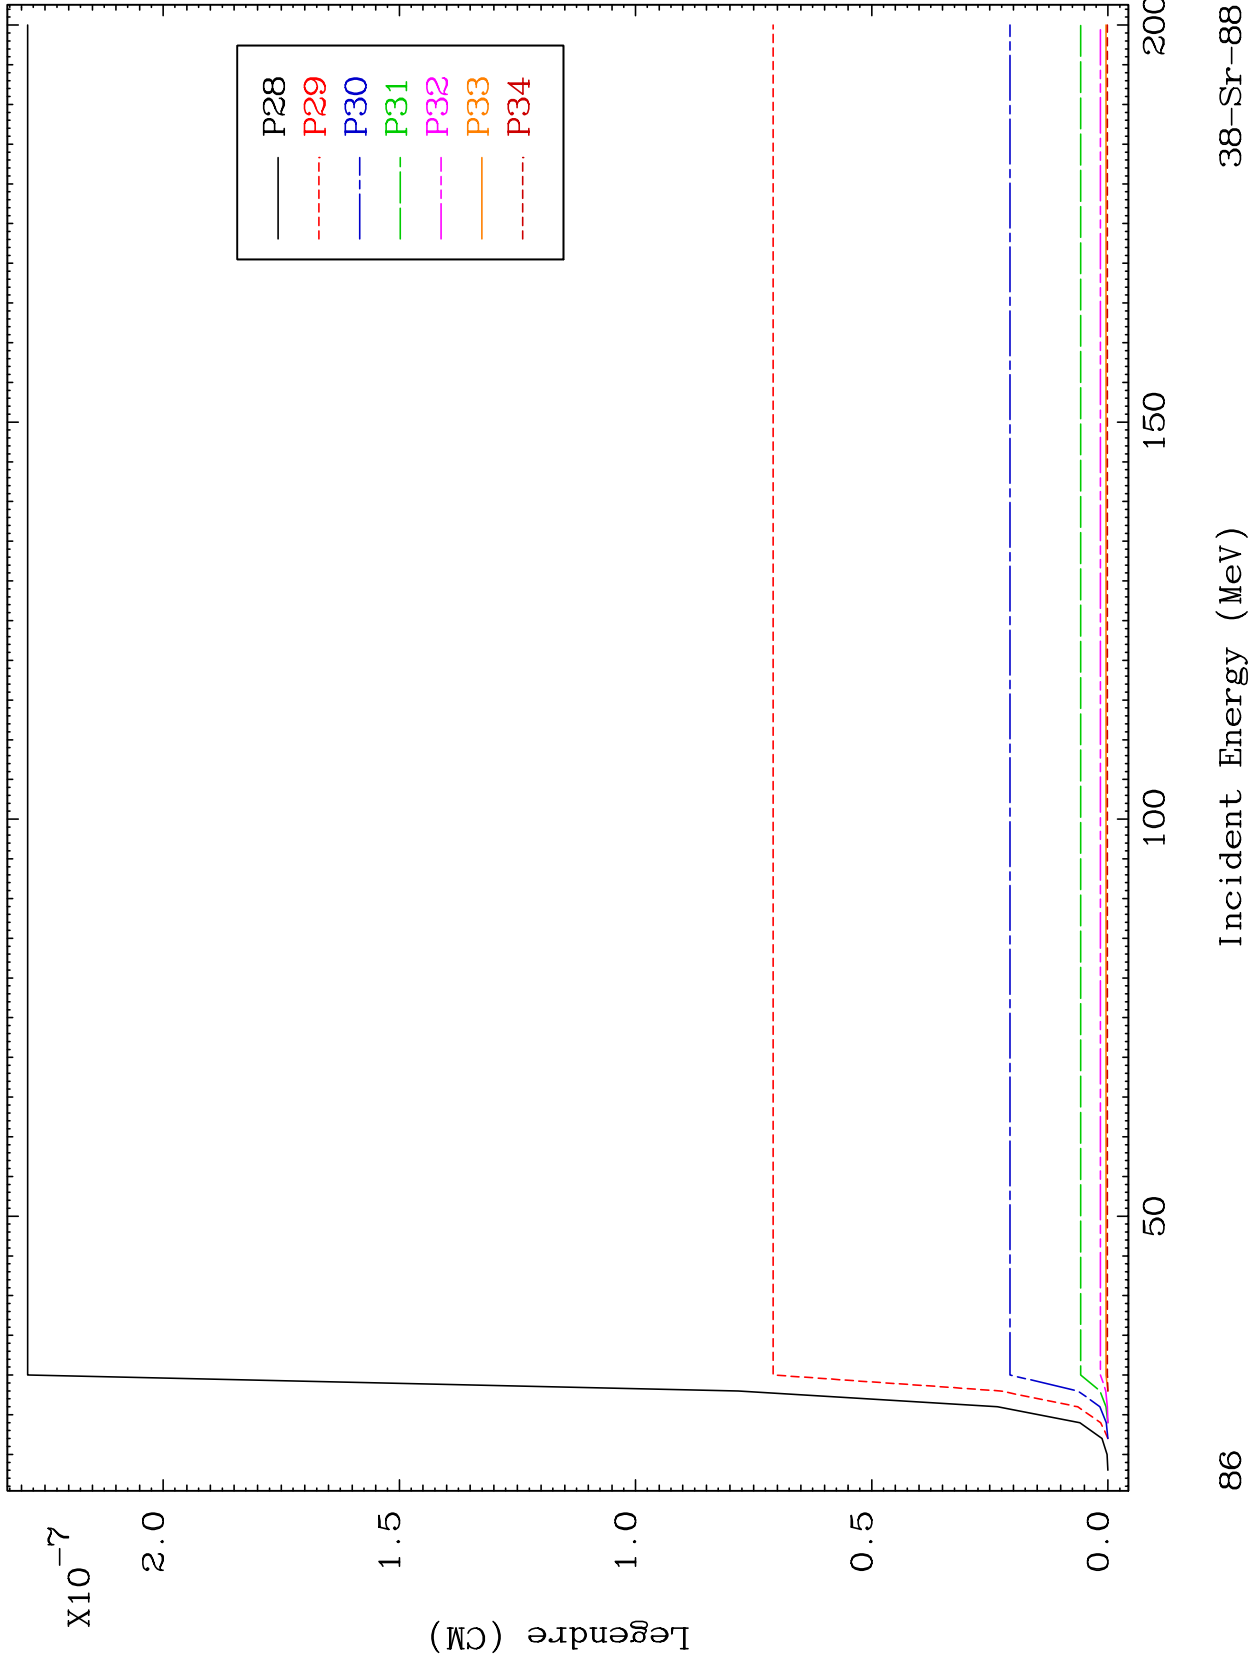 X10-7
2.0
1.5
1.0
0.5
0.0
Legendre (CM)
P28
P29
P30
P31
P32
P33
P34
50
100
150
200
Incident Energy (MeV)
86
38-Sr-88